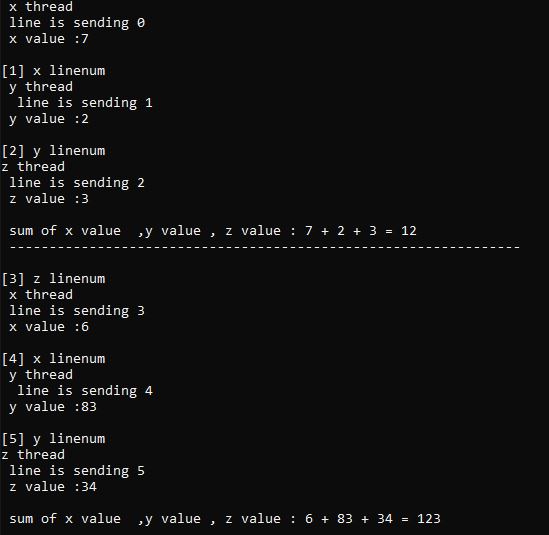 x thread
line is sending 0
x value :7
[1] x linenum
y thread
line is sending 1
y value :2
[2] y linenum
z thread
line is sending 2
z value :3
sum of x value  ,y value , z value : 7 + 2 + 3 = 12
----------------------------------------------------------------
[3] z linenum
x thread
line is sending 3
x value :6
[4] x linenum
y thread
line is sending 4
y value :83
[5] y linenum
z thread
line is sending 5
z value :34
sum of x value  ,y value , z value : 6 + 83 + 34 = 123